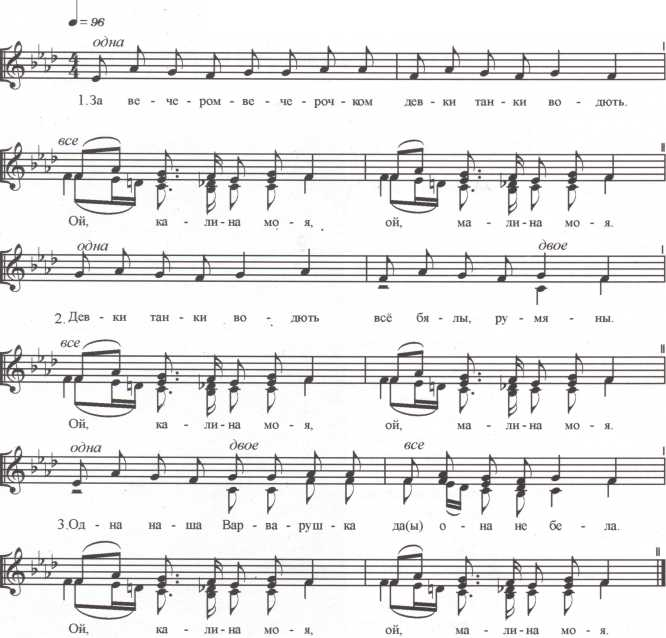 ♩ = 96
одна
1.За ве - че - ром - ве - че - роч - ком дев - ки тан - ки во - дють.
все
Ой, ка - ли - на мо - я, ой, ма - ли - на мо - я.
одна двое
2. Дев - ки тан - ки во - дють всё бя - лы, ру - мя - ны.
все
Ой, ка - ли - на мо - я, ой, ма - ли - на мо - я.
одна двое все
3.Од - на на - ша Вар - ва - руш - ка да(ы) о - на не бе - ла.
Ой, ка - ли - на мо - я, ой, ма - ли - на мо - я.